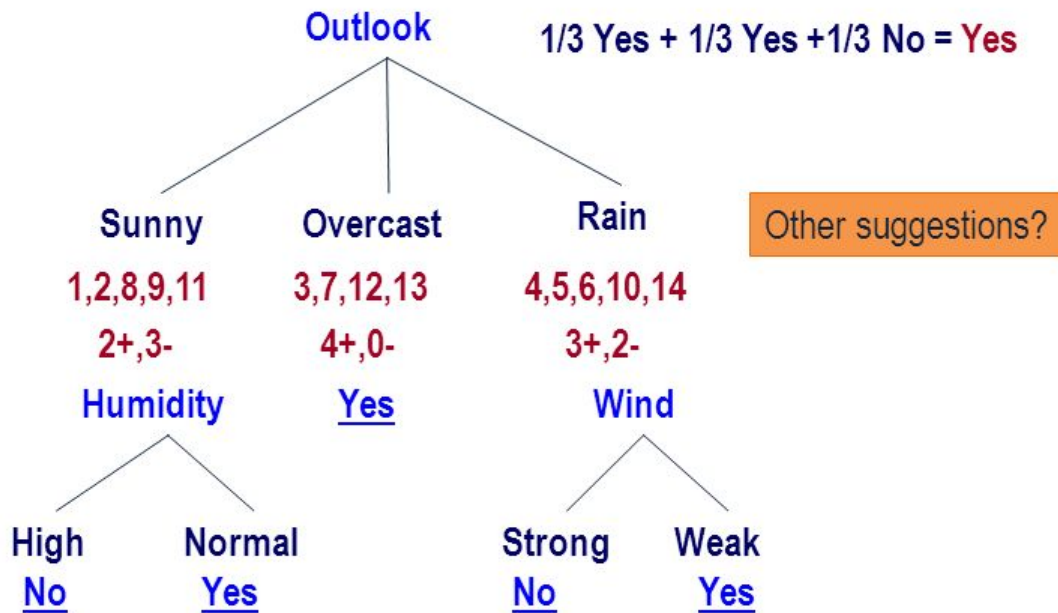 Outlook
1/3 Yes + 1/3 Yes +1/3 No = Yes
Sunny
Overcast
Rain
Other suggestions?
1,2,8,9,11
3,7,12,13
4,5,6,10,14
2+,3-
4+,0-
3+,2-
Humidity
Yes
Wind
High
Normal
Strong
Weak
No
Yes
No
Yes